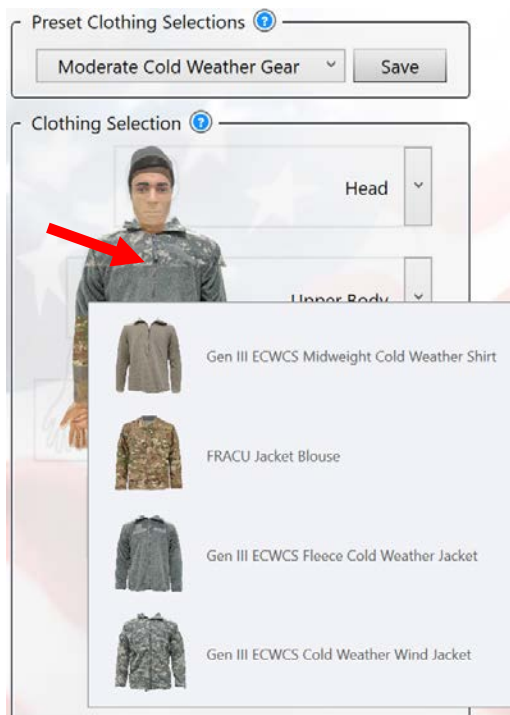 Preset Clothing Selections ?
Moderate Cold Weather Gear
Save
Clothing Selection ?
Head
Upper Body
Gen III ECWCS Midweight Cold Weather Shirt
FRACU Jacket Blouse
Gen III ECWCS Fleece Cold Weather Jacket
Gen III ECWCS Cold Weather Wind Jacket